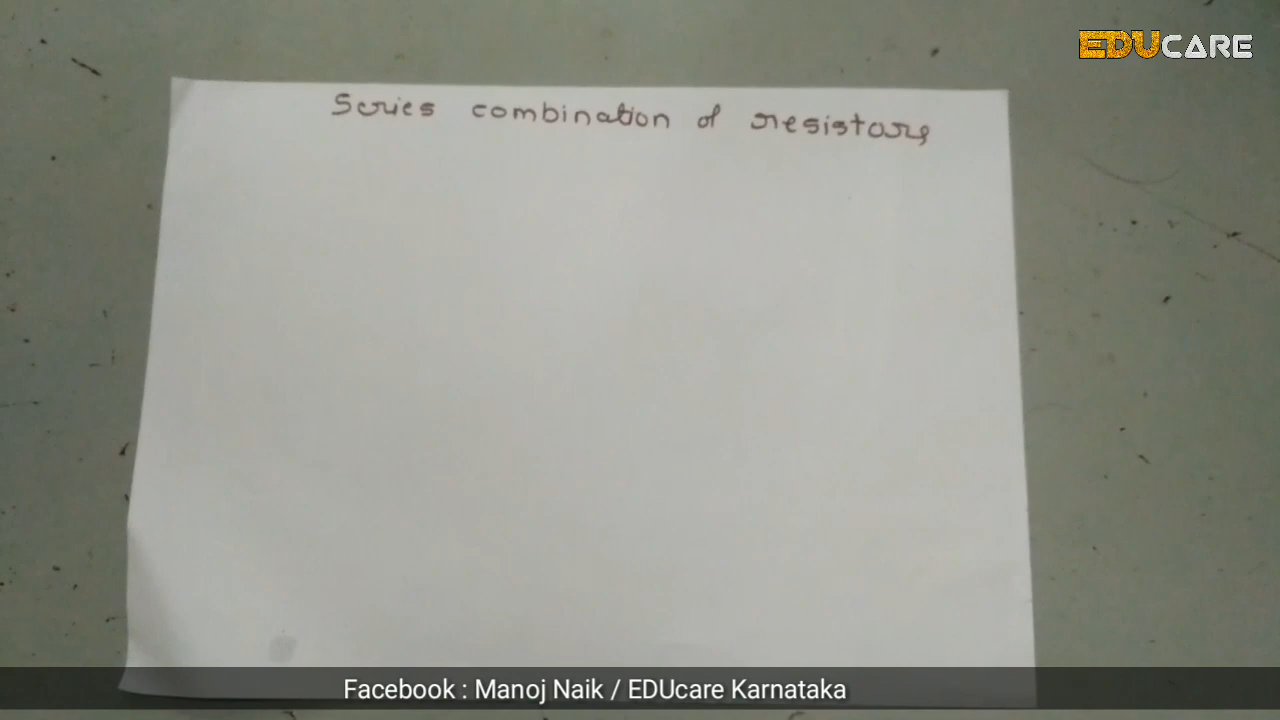 EDUCARE
Series combination of resistors
Facebook : Manoj Naik / EDUcare Karnataka